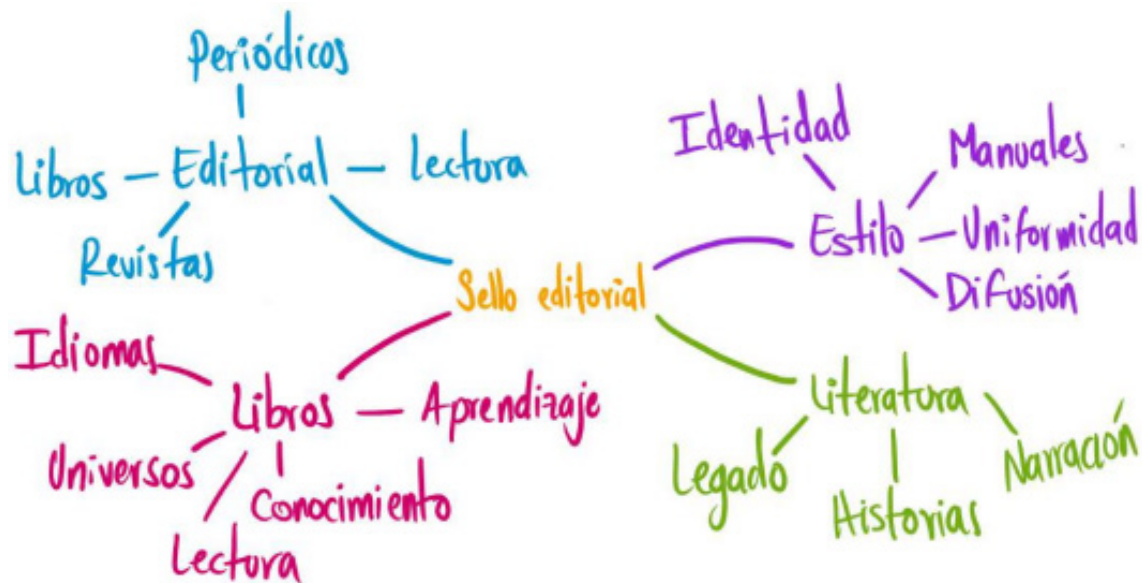 Periódicos
Libros – Editorial – Lectura
Revistas
Identidad
Manuales
Estilo – Uniformidad
Difusión
Sello editorial
Idiomas
Libros – Aprendizaje
Universos
Conocimiento
Lectura
Literatura
Legado
Historias
Narración